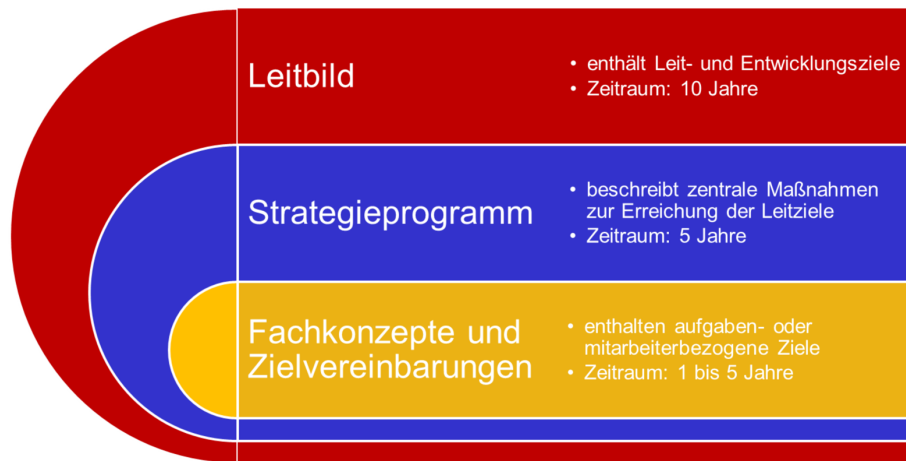 Leitbild
• enthält Leit- und Entwicklungsziele
• Zeitraum: 10 Jahre
Strategieprogramm
• beschreibt zentrale Maßnahmen
zur Erreichung der Leitziele
• Zeitraum: 5 Jahre
Fachkonzepte und
Zielvereinbarungen
• enthalten aufgaben- oder
mitarbeiterbezogene Ziele
• Zeitraum: 1 bis 5 Jahre